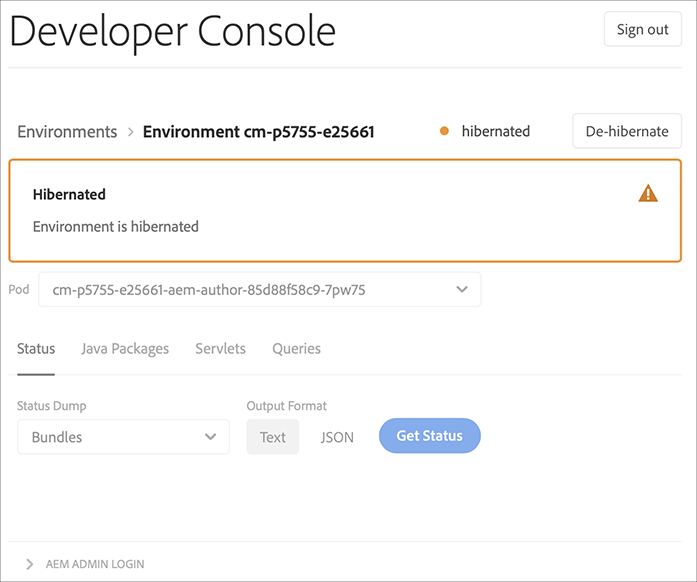 Developer Console
Sign out
Environments > Environment cm-p5755-e25661
hibernated
De-hibernate
Hibernated
Environment is hibernated
Pod
cm-p5755-e25661-aem-author-85d88f58c9-7pw75
Status Java Packages Servlets Queries
Status Dump Output Format
Bundles Text JSON Get Status
AEM ADMIN LOGIN